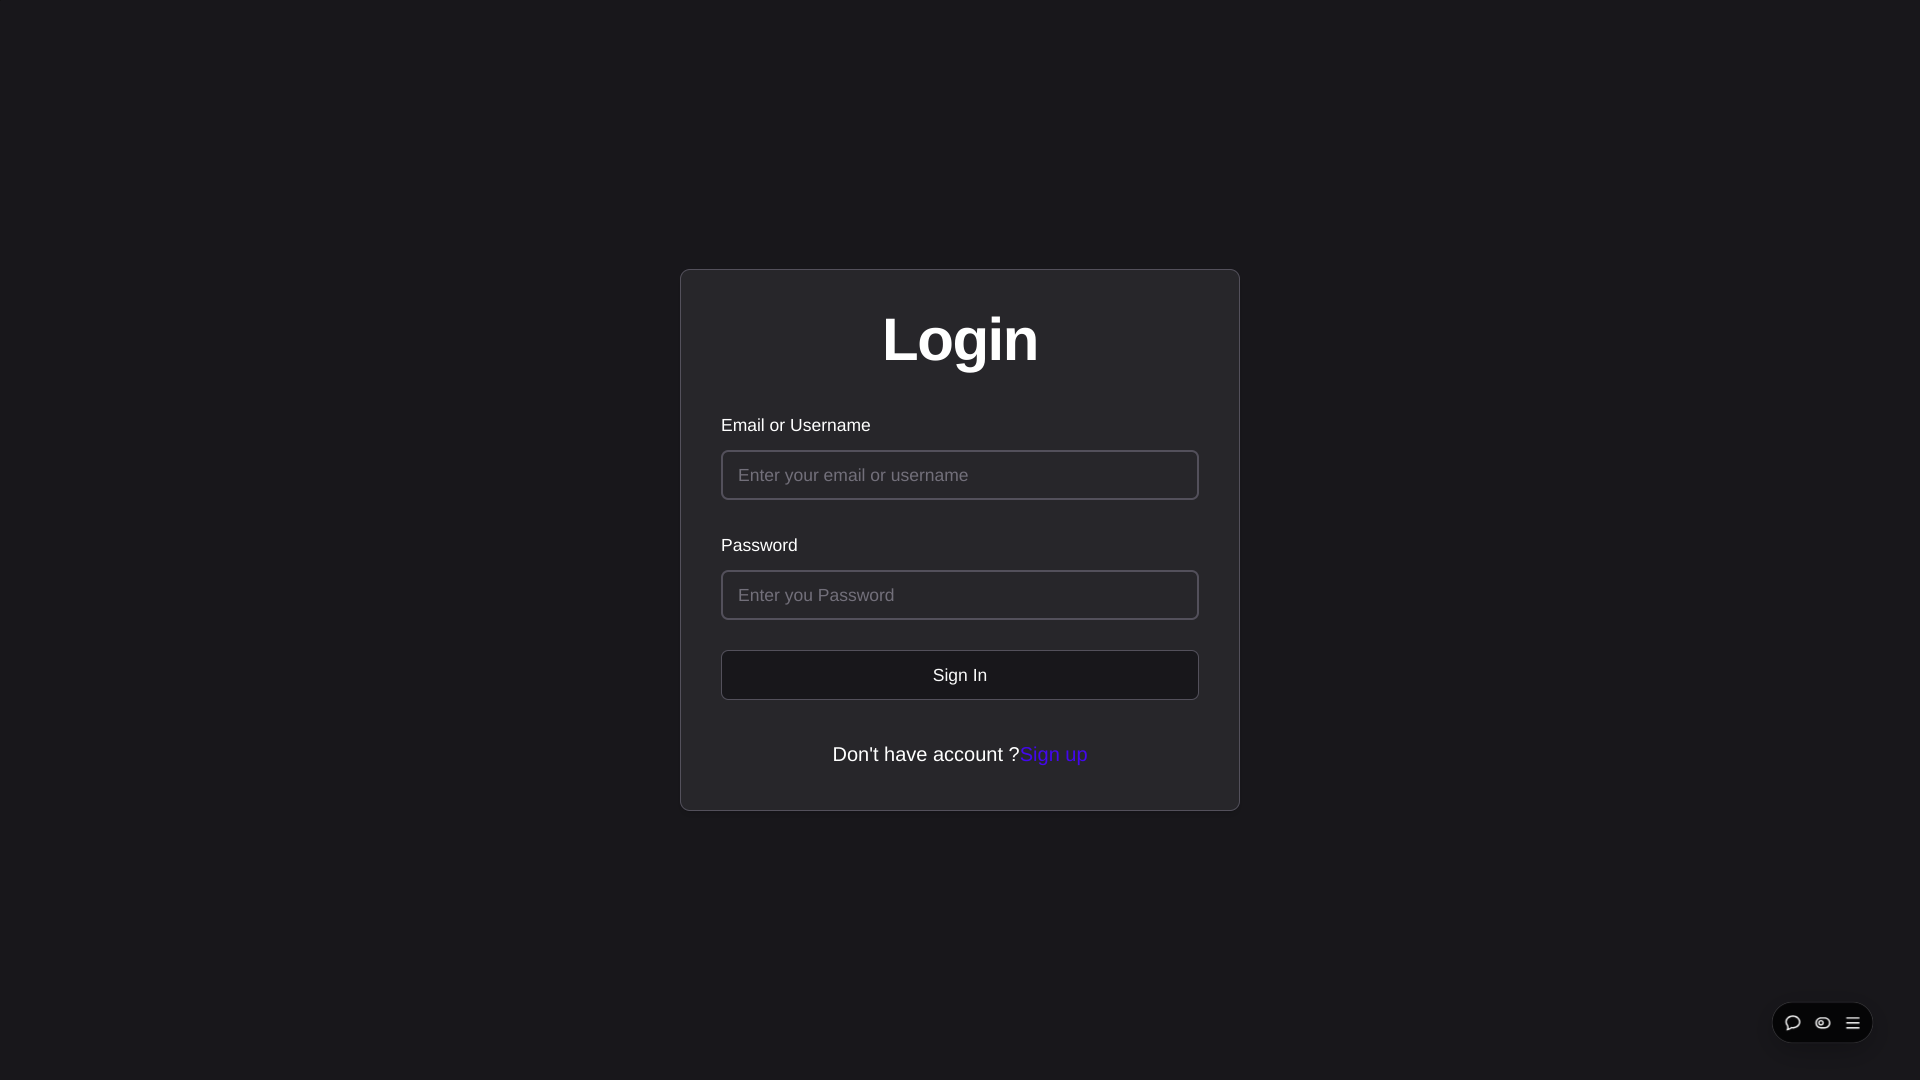 Login
Email or Username
Enter your email or username
Password
Enter you Password
Sign In
Don't have account ?Sign up